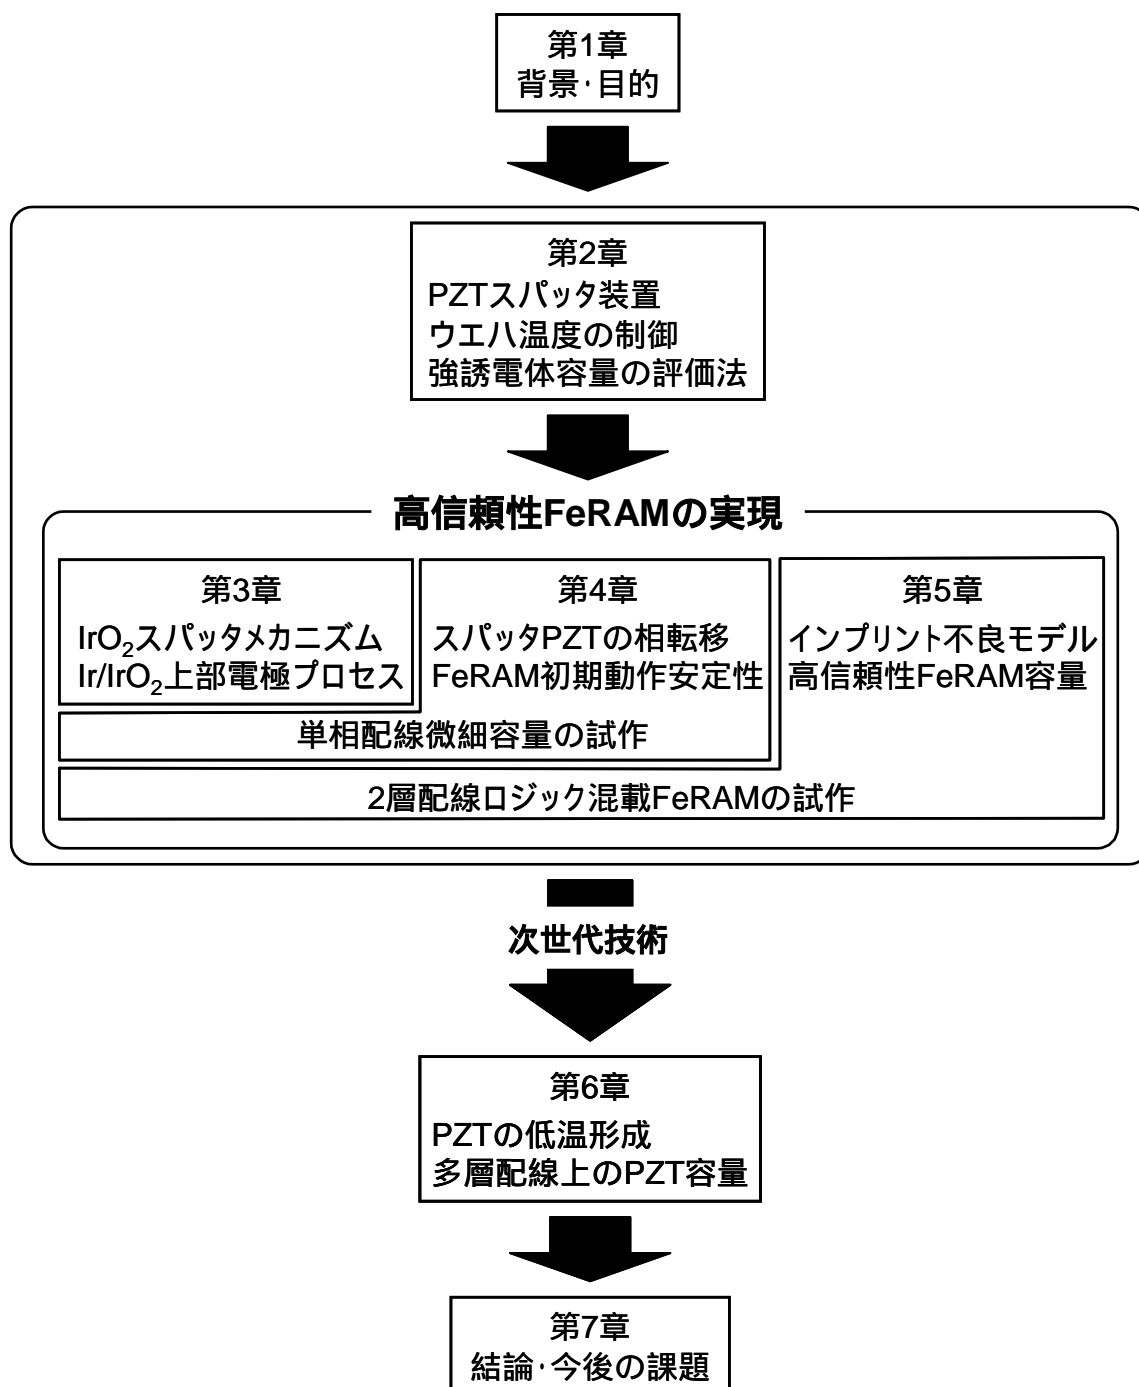 第1章
背景・目的
第2章
PZTスパッタ装置
ウエハ温度の制御
強誘電体容量の評価法
高信頼性FeRAMの実現
第3章
IrO₂スパッタメカニズム
Ir/IrO₂上部電極プロセス
第4章
スパッタPZTの相転移
FeRAM初期動作安定性
単相配線微細容量の試作
第5章
インプリント不良モデル
高信頼性FeRAM容量
2層配線ロジック混載FeRAMの試作
次世代技術
第6章
PZTの低温形成
多層配線上のPZT容量
第7章
結論・今後の課題